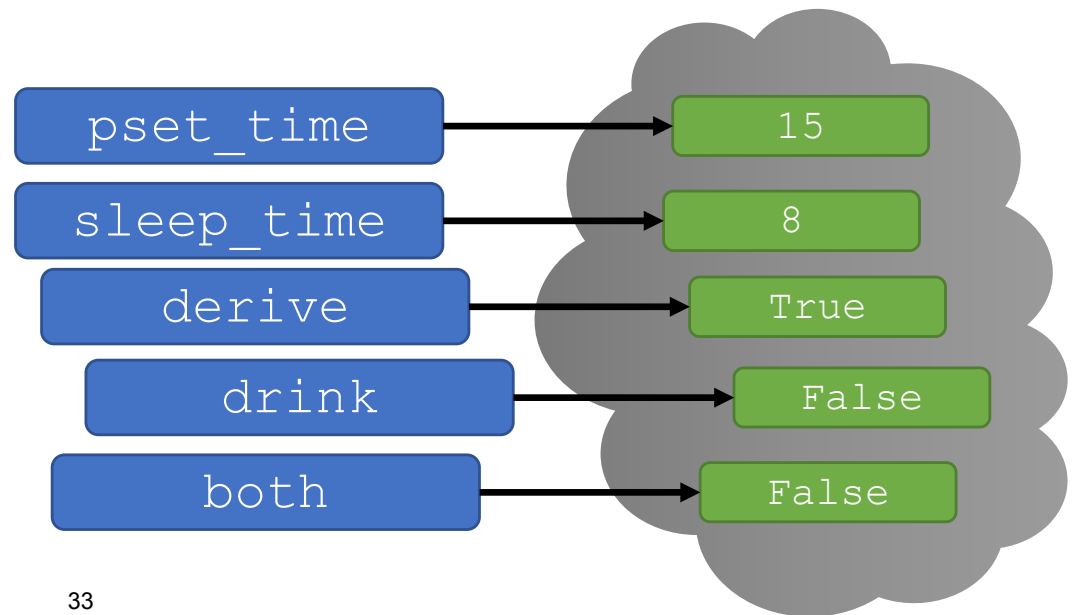 pset_time
15
sleep_time
8
derive
True
drink
False
both
False
33